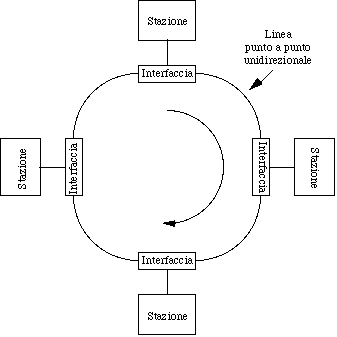 Stazione
Linea
punto a punto
unidirezionale
Interfaccia
Stazione
Interfaccia
Interfaccia
Stazione
Interfaccia
Stazione